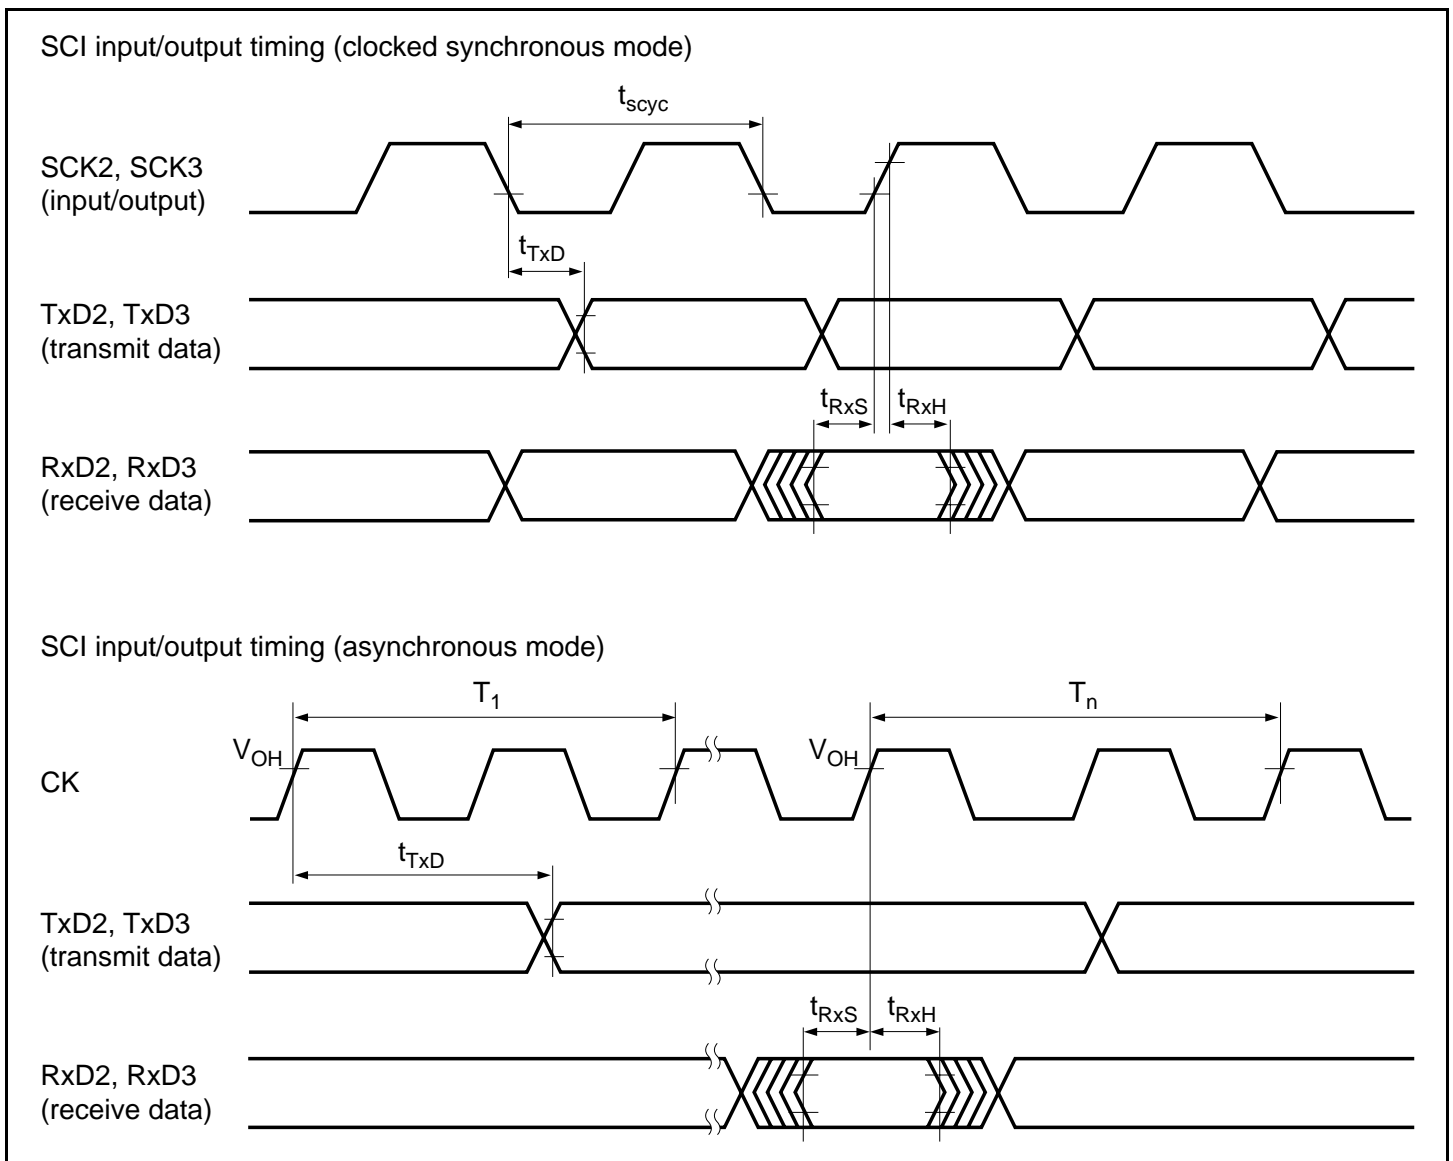 SCI input/output timing (clocked synchronous mode)
tscyc
SCK2, SCK3
(input/output)
tTxD
TxD2, TxD3
(transmit data)
tRxS
tRxH
RxD2, RxD3
(receive data)
SCI input/output timing (asynchronous mode)
T1
Tn
VOH
VOH
CK
tTxD
TxD2, TxD3
(transmit data)
tRxS
tRxH
RxD2, RxD3
(receive data)